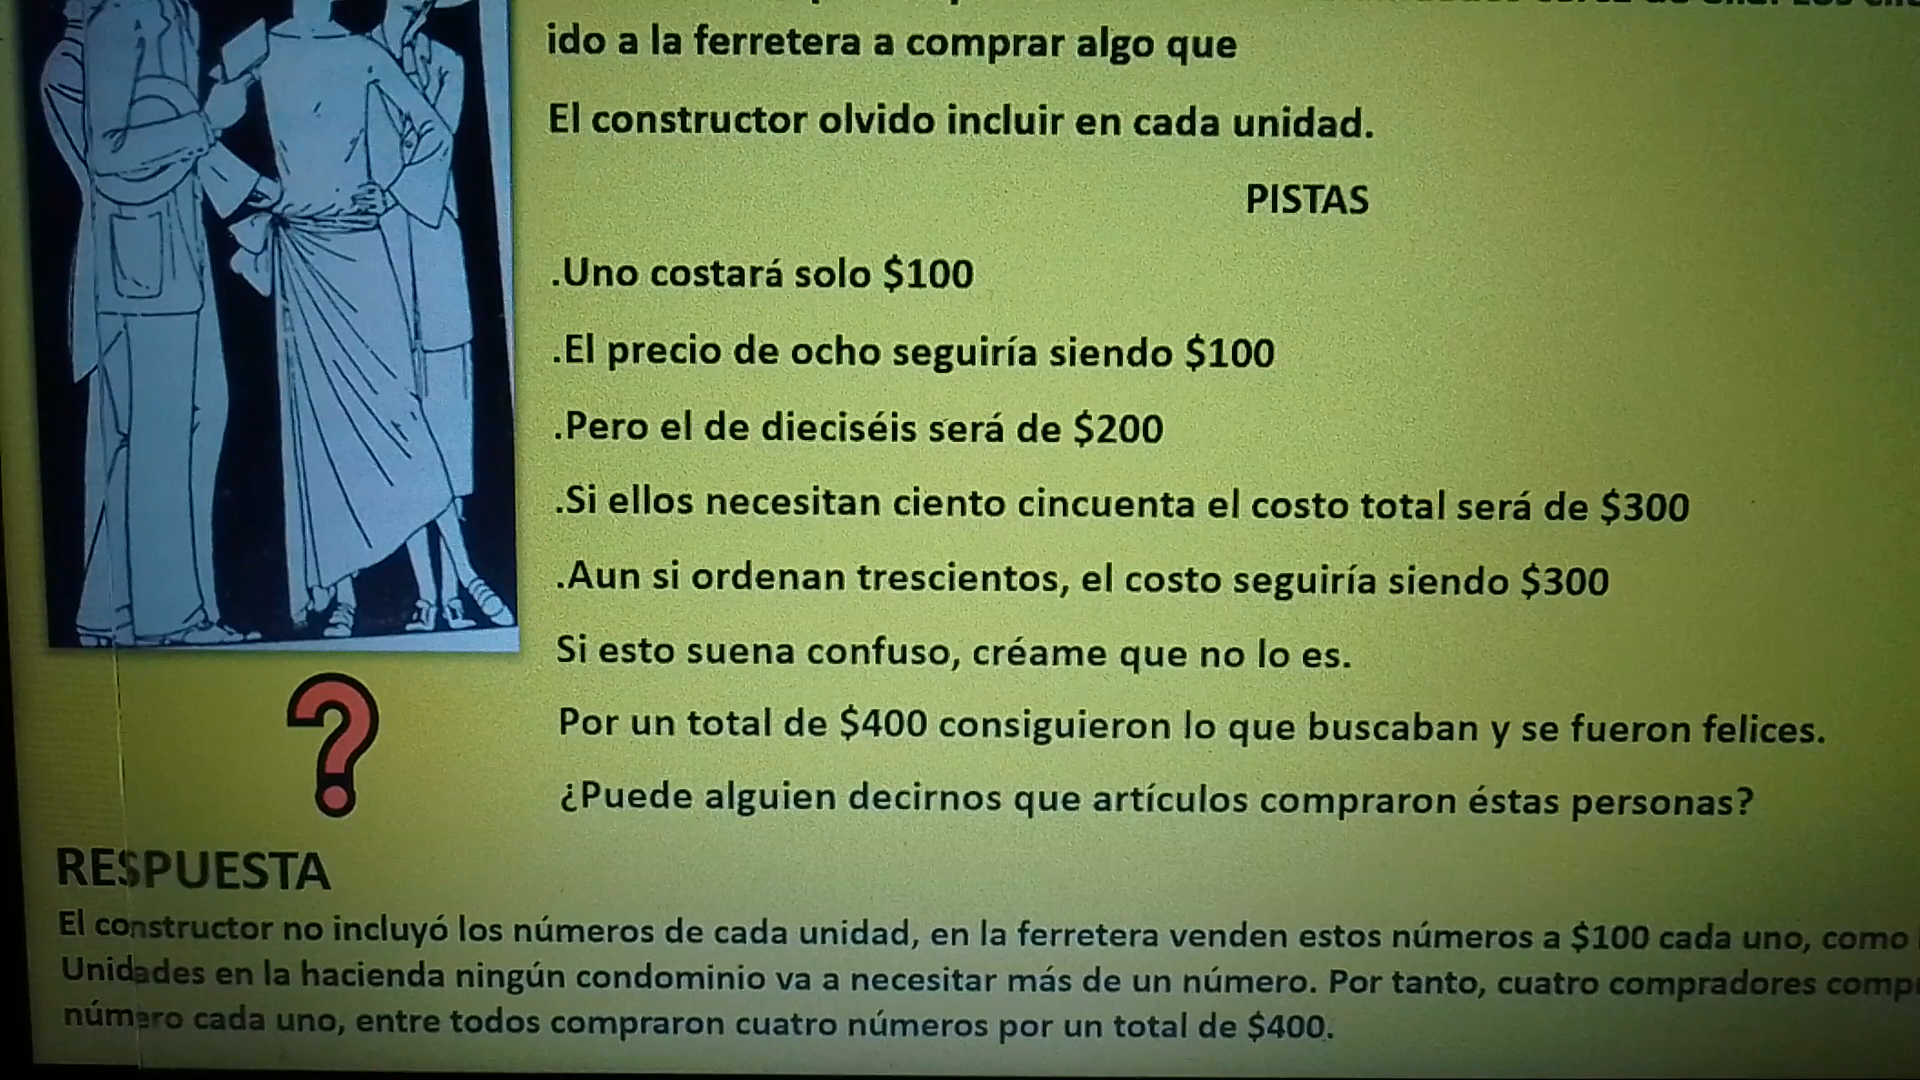 ido a la ferretera a comprar algo que
El constructor olvido incluir en cada unidad.
PISTAS
.Uno costará solo $100
.El precio de ocho seguiría siendo $100
.Pero el de dieciséis será de $200
.Si ellos necesitan ciento cincuenta el costo total será de $300
.Aun si ordenan trescientos, el costo seguiría siendo $300
Si esto suena confuso, créame que no lo es.
Por un total de $400 consiguieron lo que buscaban y se fueron felices.
¿Puede alguien decirnos que artículos compraron éstas personas?
RESPUESTA
El constructor no incluyó los números de cada unidad, en la ferretera venden estos números a $100 cada uno, como
Unidades en la hacienda ningún condominio va a necesitar más de un número. Por tanto, cuatro compradores
número cada uno, entre todos compraron cuatro números por un total de $400.